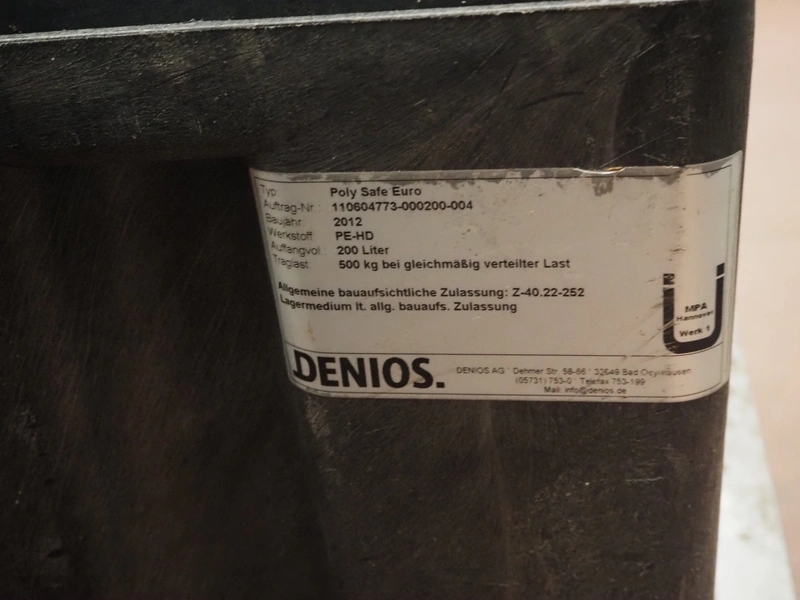 Typ: Poly Safe Euro
Auftrag-Nr.: 110604773-000200-004
Baujahr: 2012
Werkstoff: PE-HD
Auffangvol.: 200 Liter
Traglast: 500 kg bei gleichmäßig verteilter Last
Allgemeine bauaufsichtliche Zulassung: Z-40.22-252
Lagermedium lt. allg. bauaufs. Zulassung
MPA
Hannover
Werk 1
DENIOS.
DENIOS AG * Dehmer Str. 58-66 * 32549 Bad Oeynhausen
(05731) 753-0 * Telefax 753-199
Mail: info@denios.de